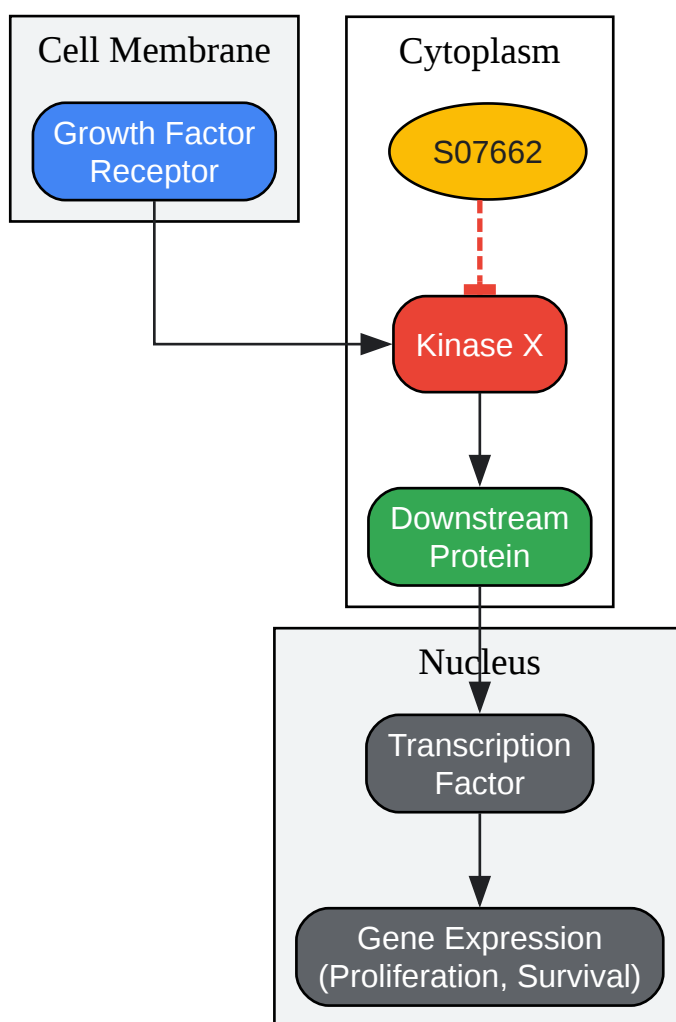 Cell Membrane
Growth Factor
Receptor
Cytoplasm
S07662
Kinase X
Downstream
Protein
Nucleus
Transcription
Factor
Gene Expression
(Proliferation, Survival)